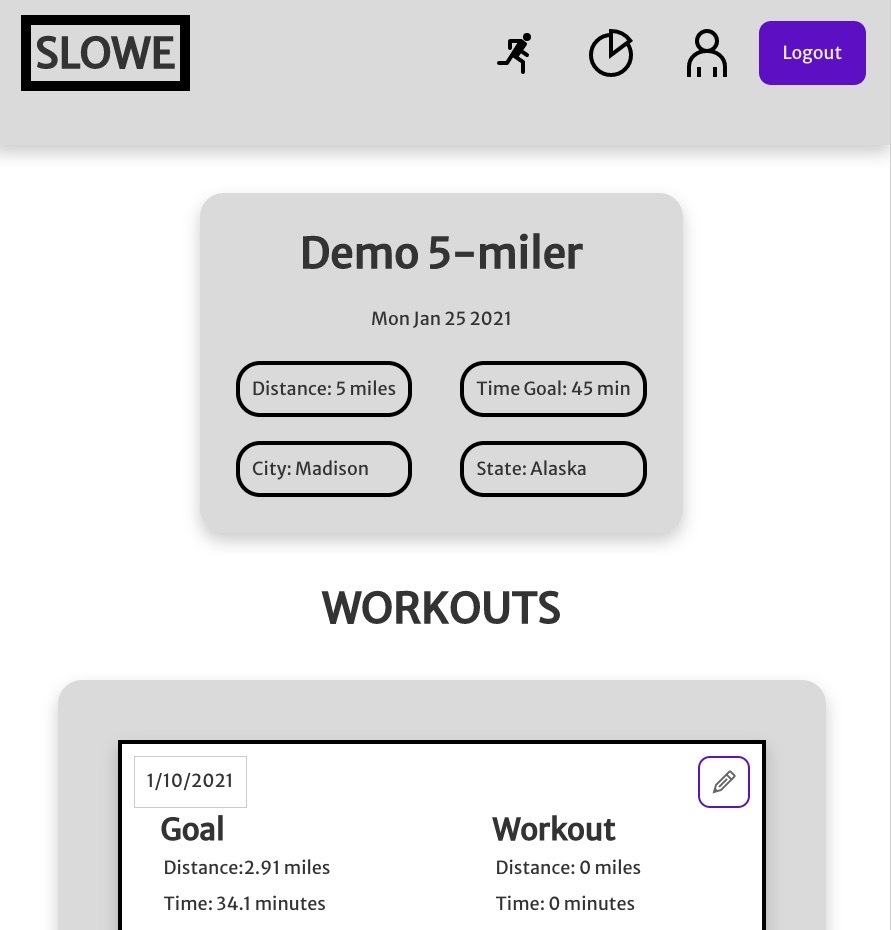 SLOWE
Logout
Demo 5-miler
Mon Jan 25 2021
Distance: 5 miles
Time Goal: 45 min
City: Madison
State: Alaska
WORKOUTS
1/10/2021
Goal
Distance:2.91 miles
Time: 34.1 minutes
Workout
Distance: 0 miles
Time: 0 minutes